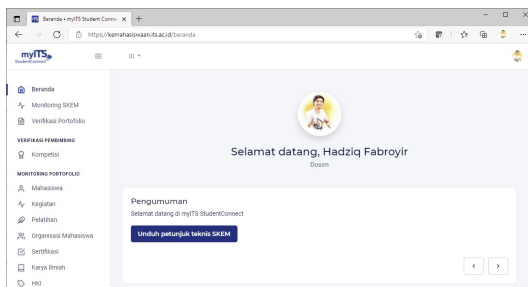 Beranda • myITS Student Conne
https://kemahasiswaan.its.ac.id/beranda
myITS
StudentConnect
ID
Beranda
Monitoring SKEM
Verifikasi Portofolio
VERIFIKASI PEMBIMBING
Kompetisi
MONITORING PORTOFOLIO
Mahasiswa
Kegiatan
Pelatihan
Organisasi Mahasiswa
Sertifikasi
Karya Ilmiah
HKI
Selamat datang, Hadziq Fabroyir
Dosen
Pengumuman
Selamat datang di myITS StudentConnect
Unduh petunjuk teknis SKEM